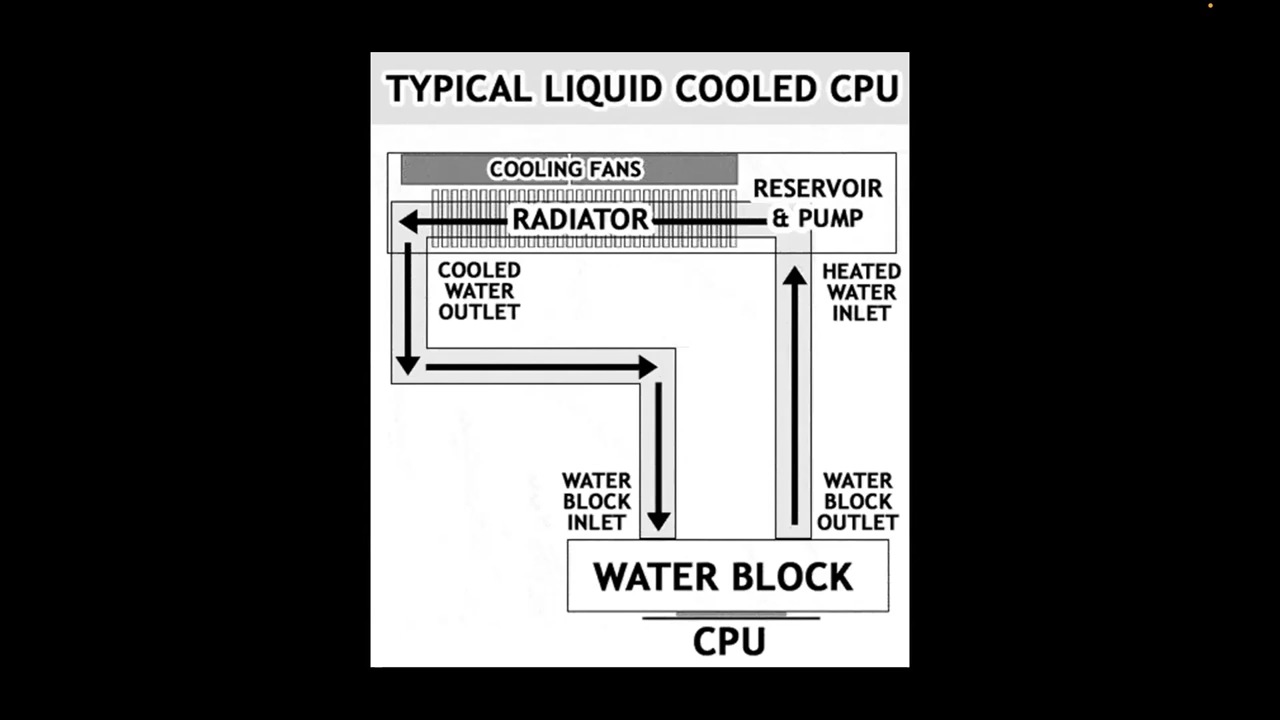 TYPICAL LIQUID COOLED CPU
COOLING FANS
RESERVOIR
& PUMP
RADIATOR
COOLED
WATER
OUTLET
HEATED
WATER
INLET
WATER
BLOCK
INLET
WATER
BLOCK
OUTLET
WATER BLOCK
CPU